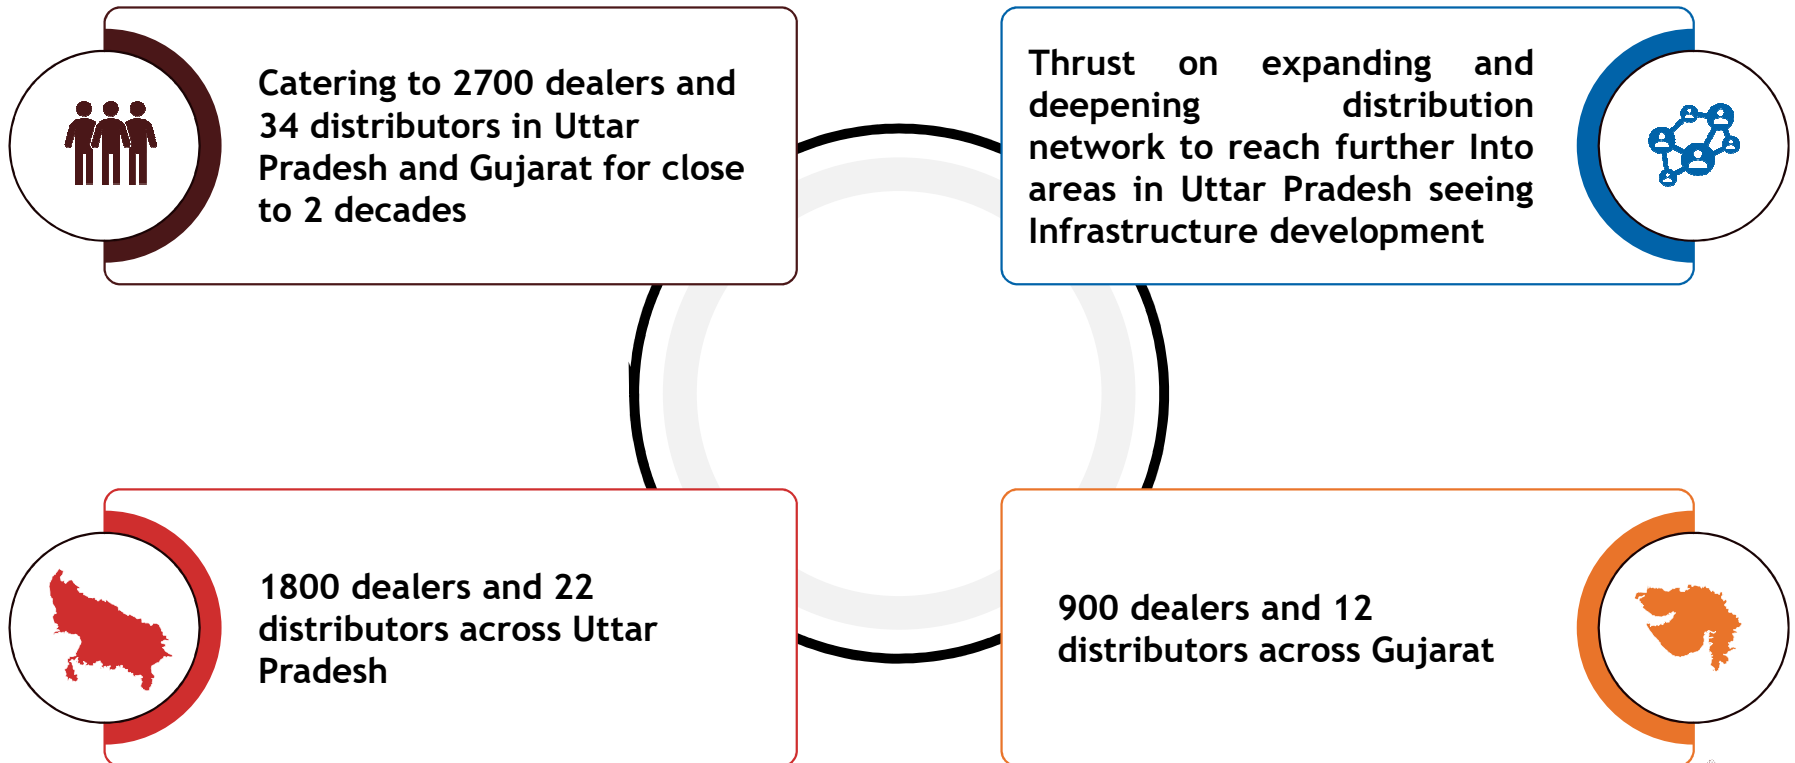 Catering to 2700 dealers and
34 distributors in Uttar
Pradesh and Gujarat for close
to 2 decades
Thrust on expanding and
deepening distribution
network to reach further Into
areas in Uttar Pradesh seeing
Infrastructure development
1800 dealers and 22
distributors across Uttar
Pradesh
900 dealers and 12
distributors across Gujarat